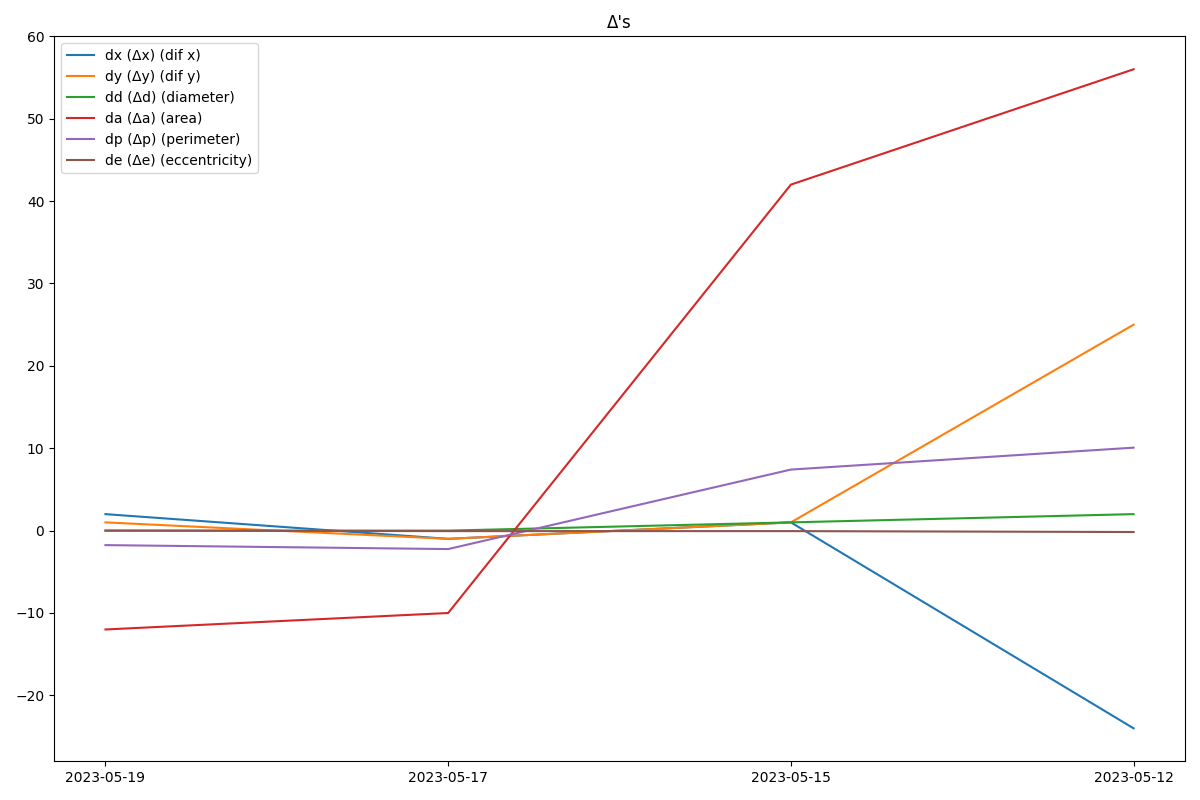 Δ's
60
50
40
30
20
10
0
−10
−20
dx (Δx) (dif x)
dy (Δy) (dif y)
dd (Δd) (diameter)
da (Δa) (area)
dp (Δp) (perimeter)
de (Δe) (eccentricity)
2023-05-19
2023-05-17
2023-05-15
2023-05-12